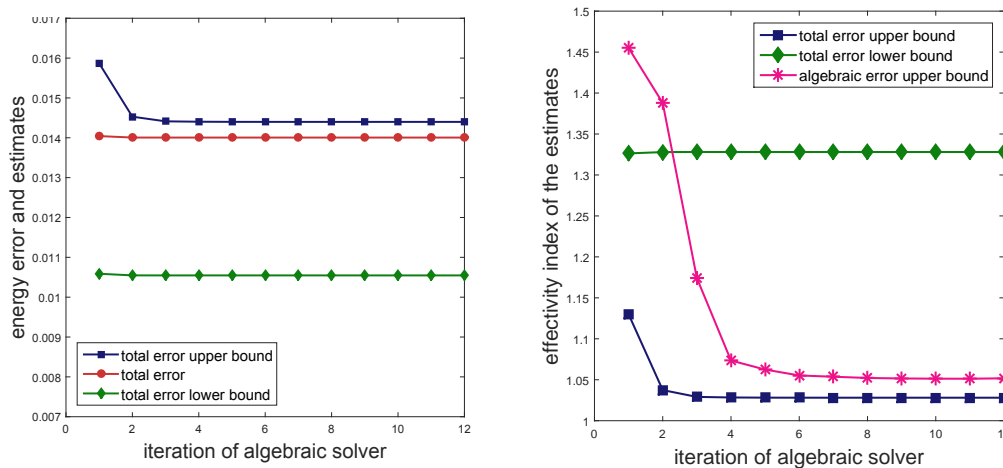 energy error and estimates
0.017
0.016
0.015
0.014
0.013
0.012
0.011
0.01
0.009
0.008
0.007
total error upper bound
total error
total error lower bound
0 2 4 6 8 10 12
iteration of algebraic solver
effectivity index of the estimates
1.5
1.45
1.4
1.35
1.3
1.25
1.2
1.15
1.1
1.05
1
total error upper bound
total error lower bound
algebraic error upper bound
0 2 4 6 8 10
iteration of algebraic solver